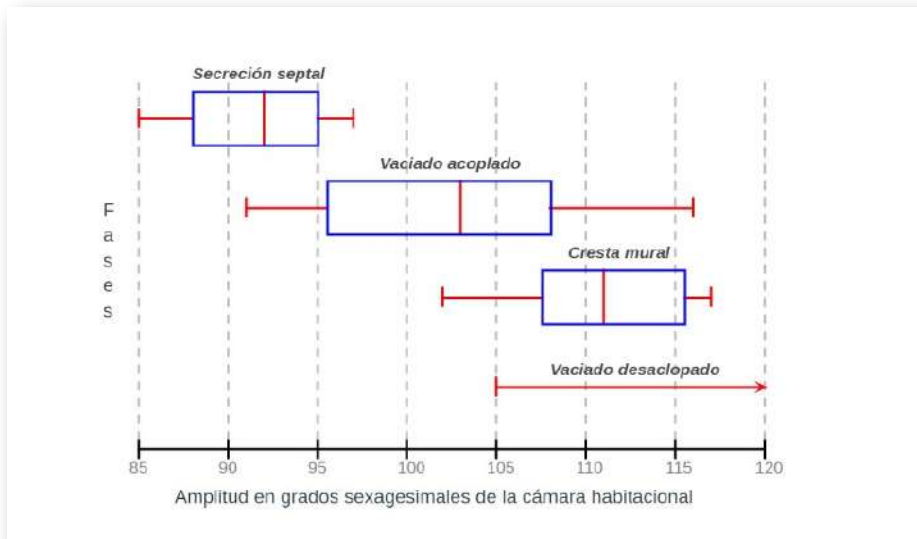 Secreción septal
Vaciado acoplado
Cresta mural
Vaciado desaclopado
F
a
s
e
s
85 90 95 100 105 110 115 120
Amplitud en grados sexagesimales de la cámara habitacional